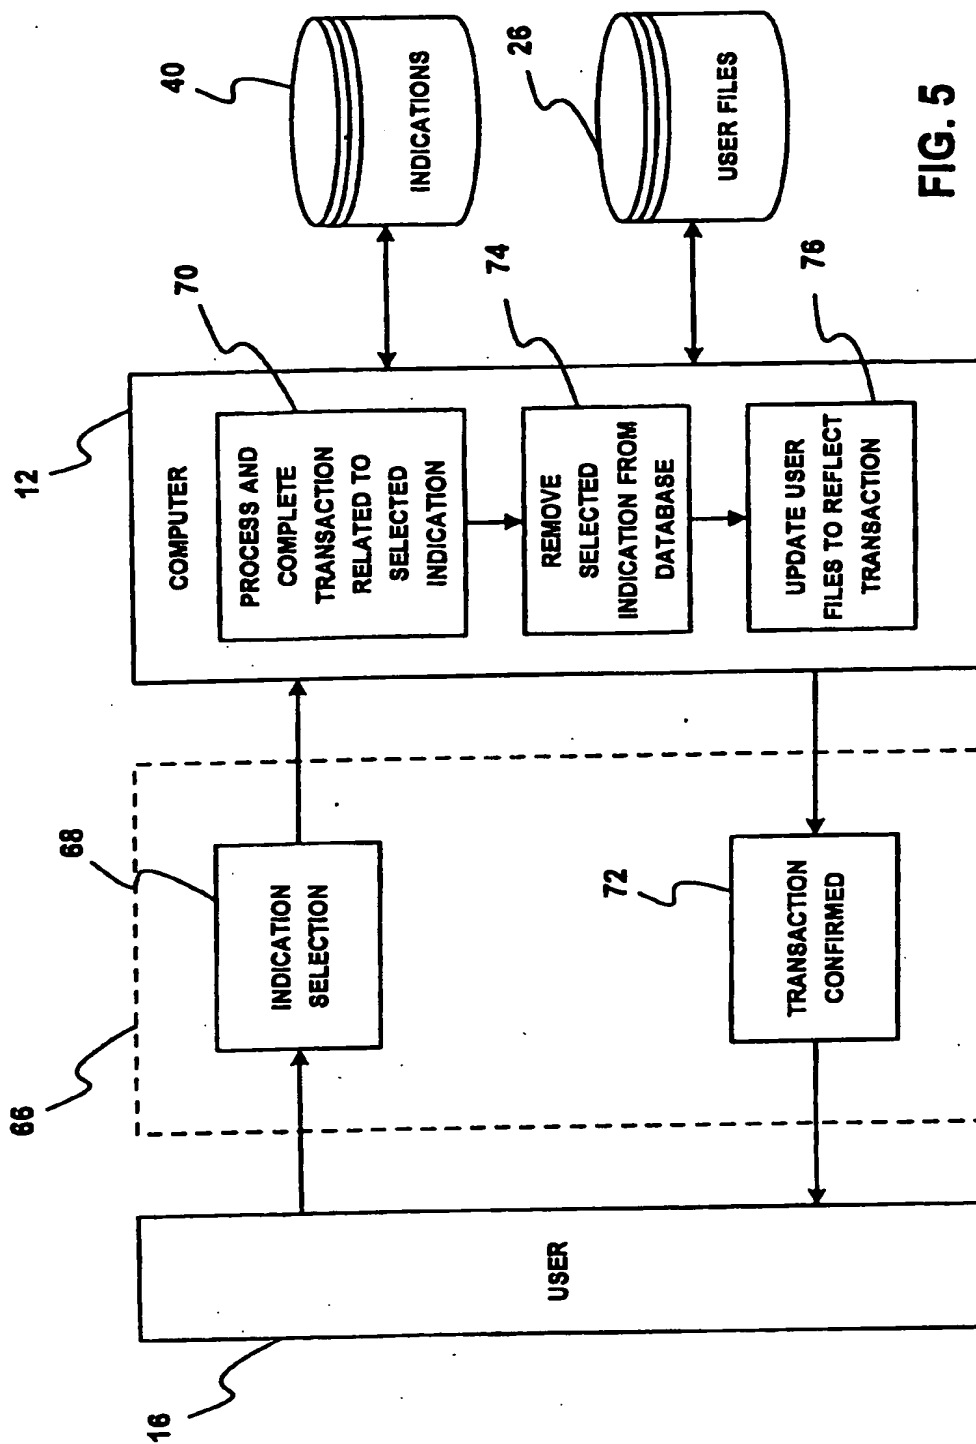 16
USER
66
68
INDICATION
SELECTION
72
TRANSACTION
CONFIRMED
12
COMPUTER
70
PROCESS AND
COMPLETE
TRANSACTION
RELATED TO
SELECTED
INDICATION
74
REMOVE
SELECTED
INDICATION FROM
DATABASE
76
UPDATE USER
FILES TO REFLECT
TRANSACTION
40
INDICATIONS
26
USER FILES
FIG. 5